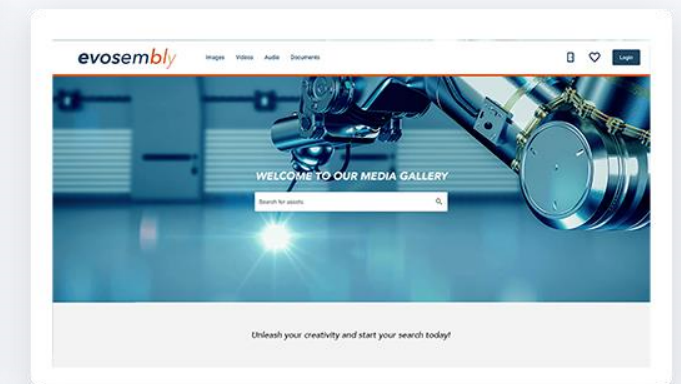 evosembly Images Videos Audio Documents Login
WELCOME TO OUR MEDIA GALLERY
Search for assets
Unleash your creativity and start your search today!